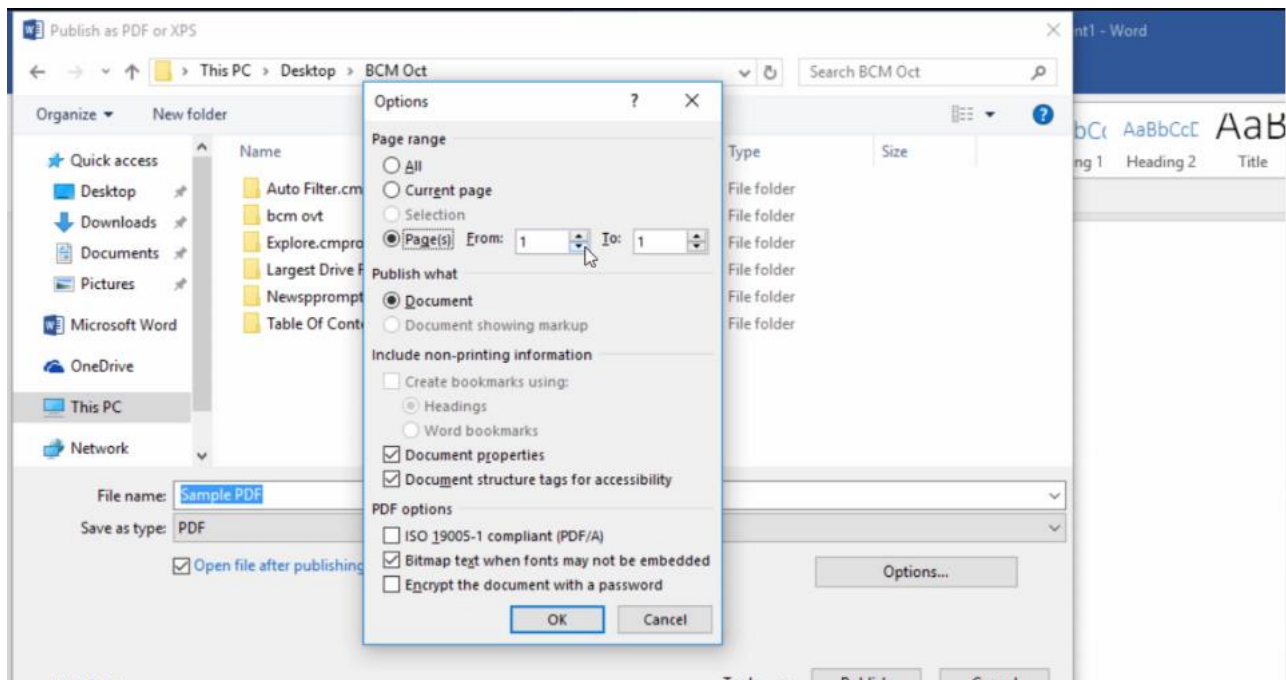 Publish as PDF or XPS
nt1 - Word
This PC > Desktop > BCM Oct
Search BCM Oct
Organize
New folder
Options
?
Page range
All
Current page
Selection
Page(s) From: 1 To: 1
Publish what
Document
Document showing markup
Include non-printing information
Create bookmarks using:
Headings
Word bookmarks
Document properties
Document structure tags for accessibility
PDF options
ISO 19005-1 compliant (PDF/A)
Bitmap text when fonts may not be embedded
Encrypt the document with a password
OK Cancel
Quick access
Desktop
Downloads
Documents
Pictures
Microsoft Word
OneDrive
This PC
Network
Name Type Size
Auto Filter.cm File folder
bcm ovt File folder
Explore.cmpro File folder
Largest Drive F File folder
Newspprompt File folder
Table Of Conte File folder
File name: Sample PDF
Save as type: PDF
Open file after publishing
Options...
bCc AaBbCcE AaB
ng 1 Heading 2 Title